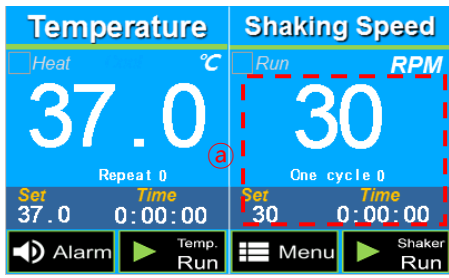 Temperature
Shaking Speed
Heat
℃
Run
RPM
37.0
30
ⓐ
Repeat 0
One cycle 0
Set
Time
Set
Time
37.0
0:00:00
30
0:00:00
Alarm
Temp.
Run
Menu
Shaker
Run